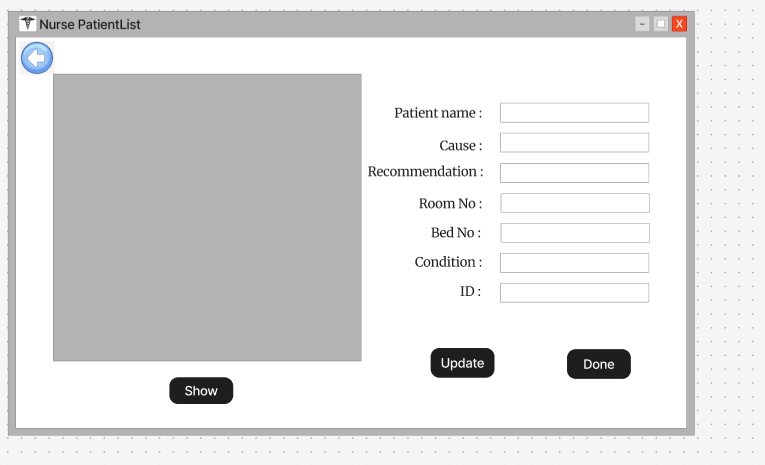 Nurse PatientList
X
Patient name :
Cause :
Recommendation :
Room No :
Bed No :
Condition :
ID :
Update
Done
Show